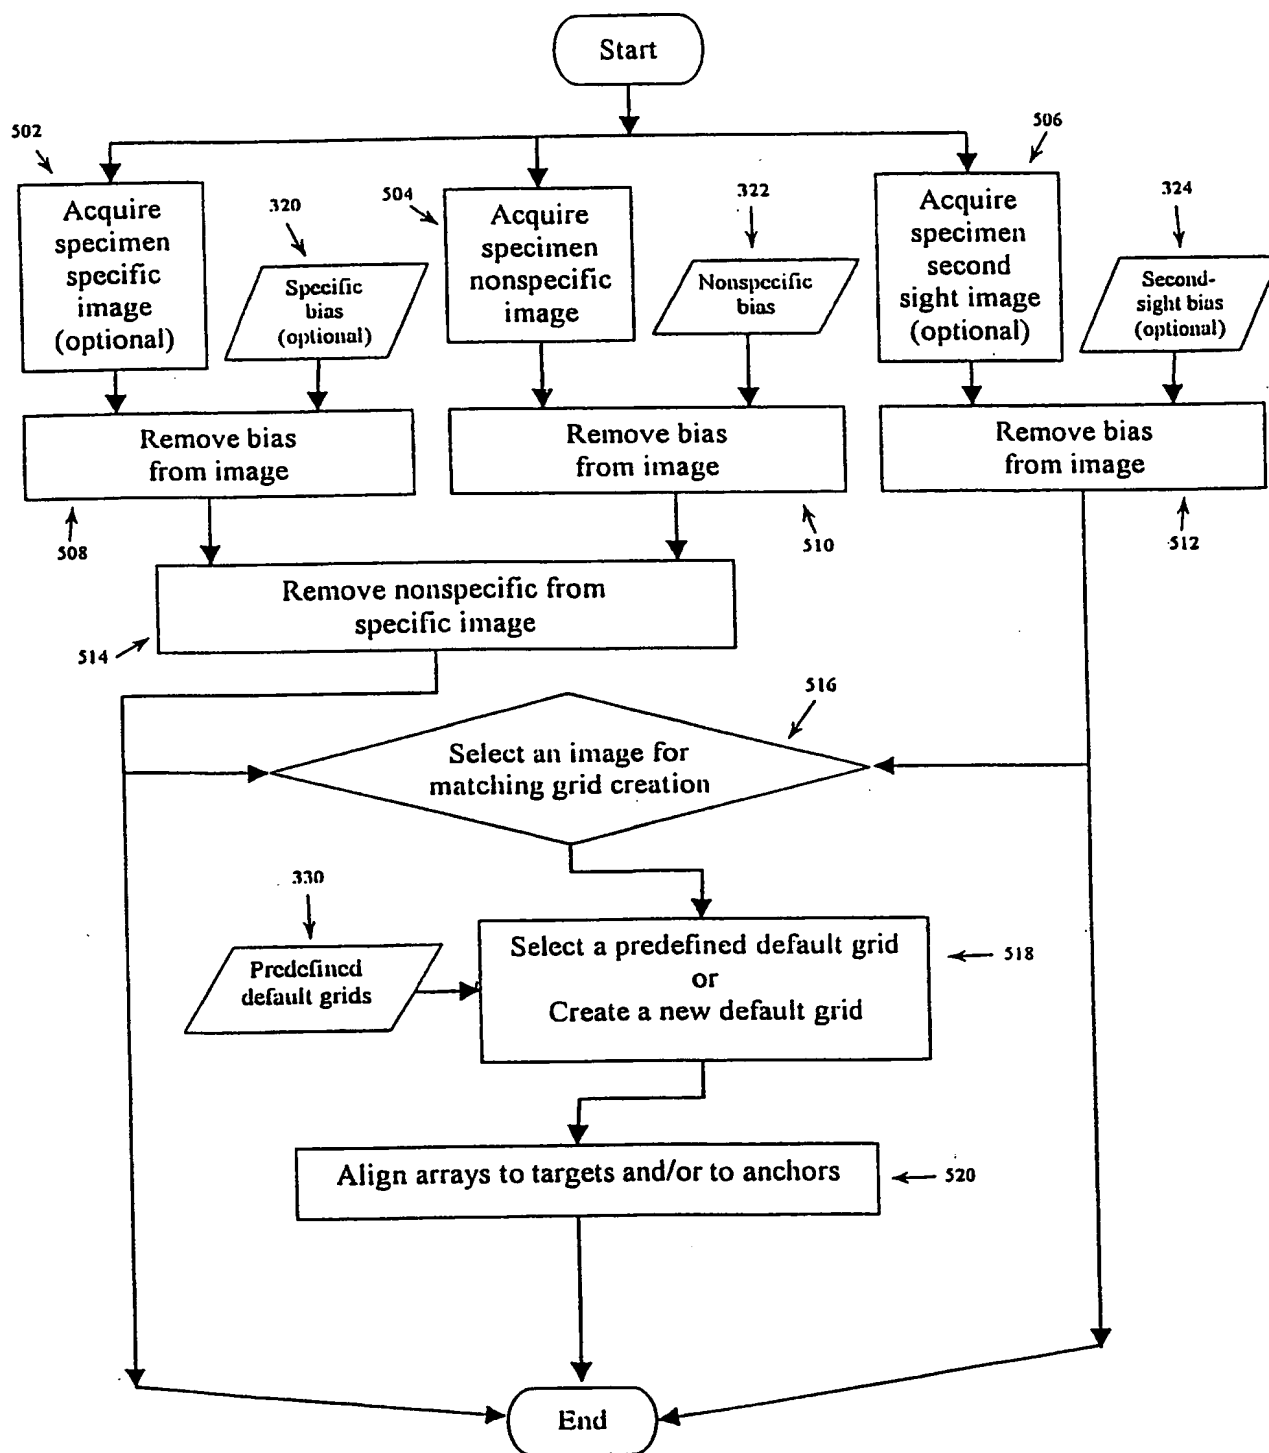 Start
502
506
Acquire
specimen
specific
image
(optional)
320
Specific
bias
(optional)
504
Acquire
specimen
nonspecific
image
322
Nonspecific
bias
Acquire
specimen
second
sight image
(optional)
324
Second-
sight bias
(optional)
Remove bias
from image
Remove bias
from image
Remove bias
from image
508
510
512
Remove nonspecific from
specific image
514
516
Select an image for
matching grid creation
330
Predefined
default grids
Select a predefined default grid
or
Create a new default grid
518
Align arrays to targets and/or to anchors
520
End